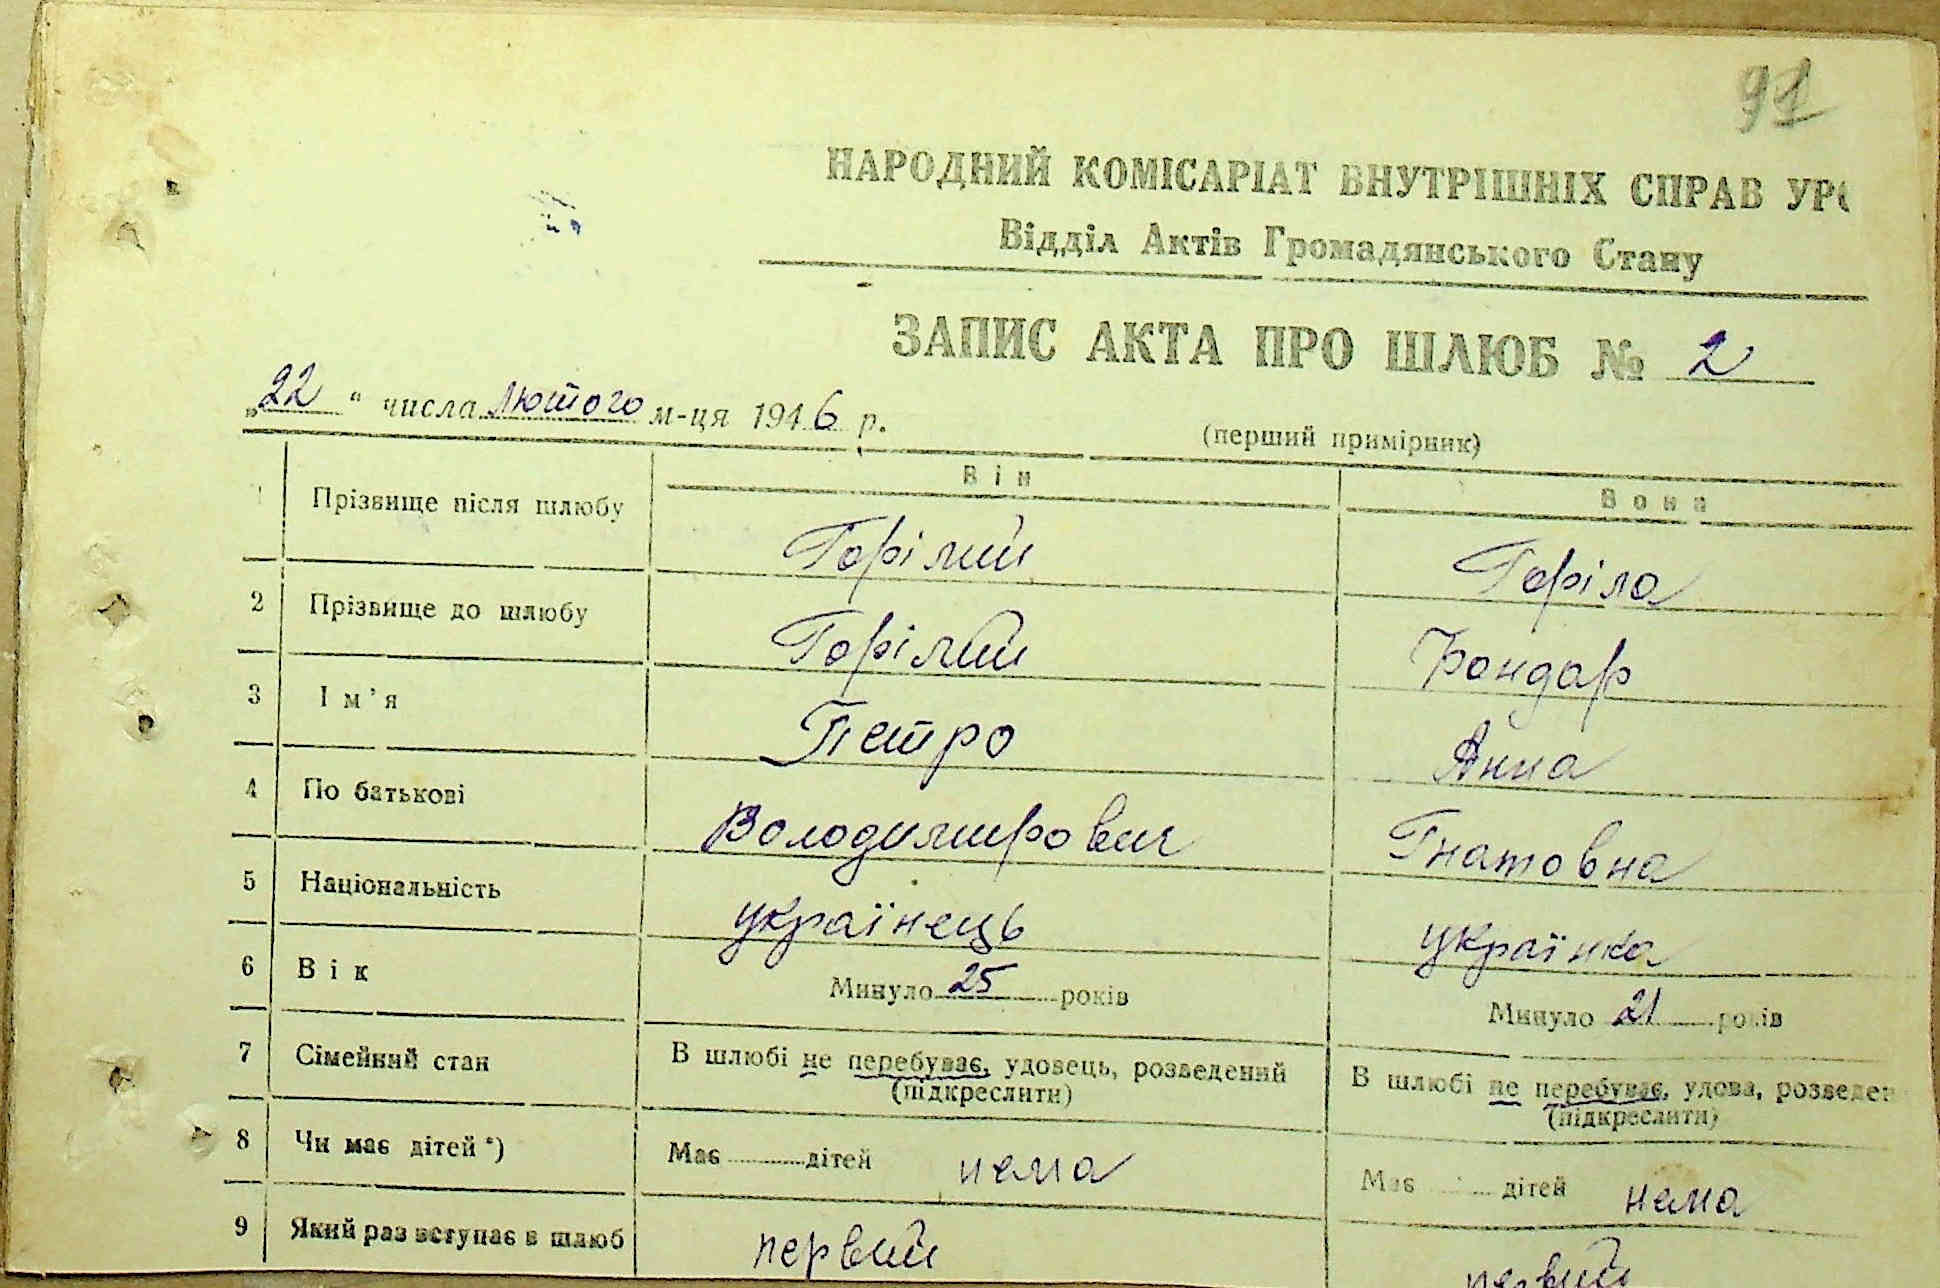 91
НАРОДНИЙ КОМІСАРІАТ ВНУТРІШНІХ СПРАВ УРС
Відділ Актів Громадянського Стану
ЗАПИС АКТА ПРО ШЛЮБ № 2
„22“ числа лютого м-ця 1946 р.
(перший примірник)
Він Вона
1 Прізвище після шлюбу Горілий Горіла
2 Прізвище до шлюбу Горілий Бондар
3 Ім'я Петро Анна
4 По батькові Володимирович Гнатовна
5 Національність українець українка
6 Вік Минуло 25 років Минуло 21 років
7 Сімейний стан В шлюбі не перебуває, удовець, розведений В шлюбі не перебуває, удова, розведен
(підкреслити) (підкреслити)
8 Чи має дітей *) Має дітей нема Має дітей нема
9 Який раз вступає в шлюб первий первий